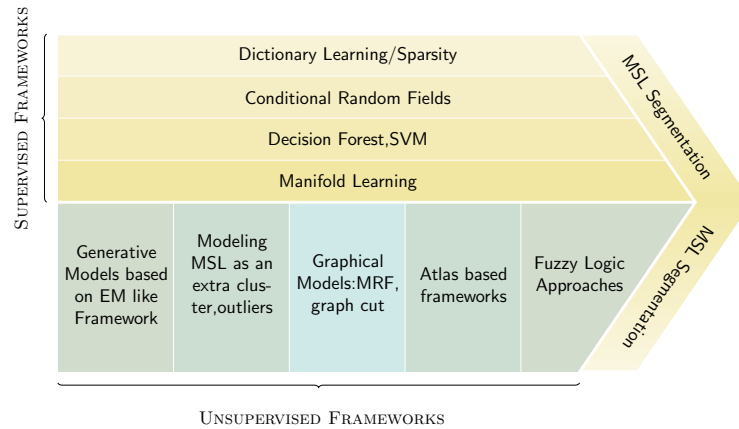 SUPERVISED FRAMEWORKS
Dictionary Learning/Sparsity
Conditional Random Fields
Decision Forest,SVM
Manifold Learning
MSL Segmentation
Generative
Models based
on EM like
Framework
Modeling
MSL as an
extra clus-
ter,outliers
Graphical
Models:MRF,
graph cut
Atlas based
frameworks
Fuzzy Logic
Approaches
MSL Segmentation
UNSUPERVISED FRAMEWORKS